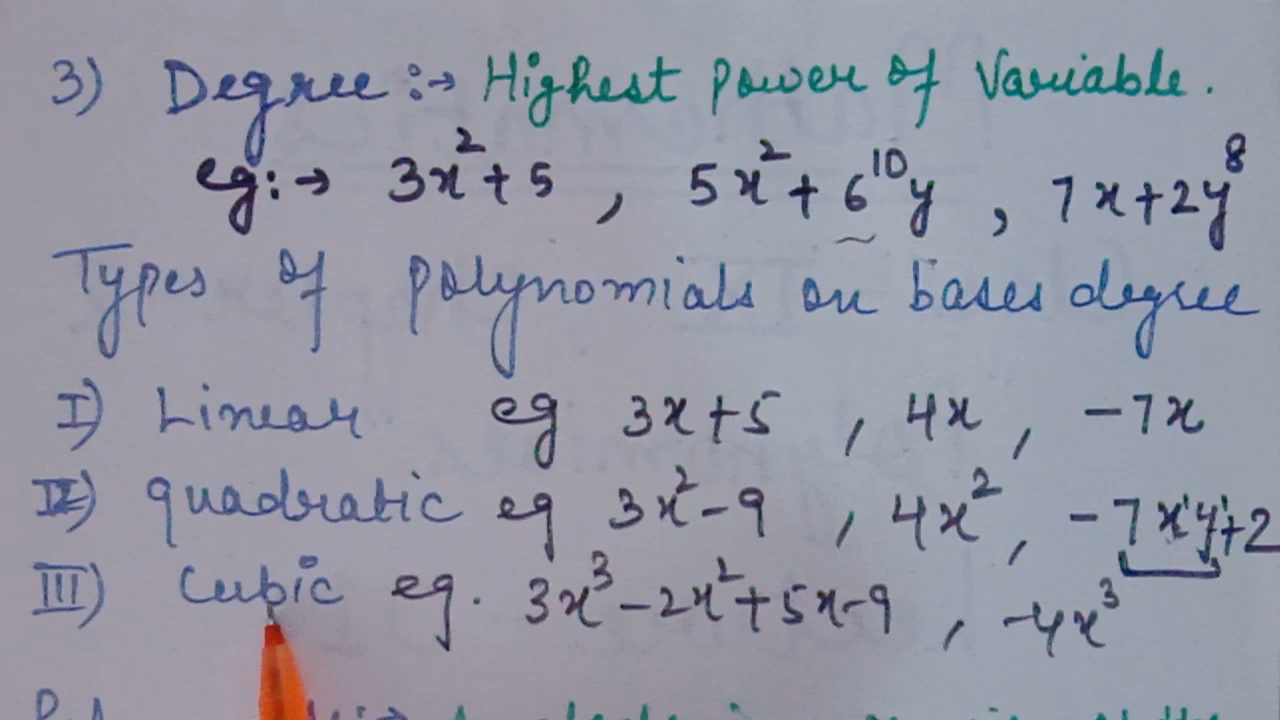 3) Degree :→ Highest Power of Variable.
eg :→ 3x²+5 , 5x²+6¹⁰y , 7x+2y⁸
Types of polynomials on bases degree
I) Linear eg 3x+5 , 4x , -7x
II) quadratic eg 3x²-9 , 4x² , -7x¹y¹+2
III) Cubic eg. 3x³-2x²+5x-9 , -4x³